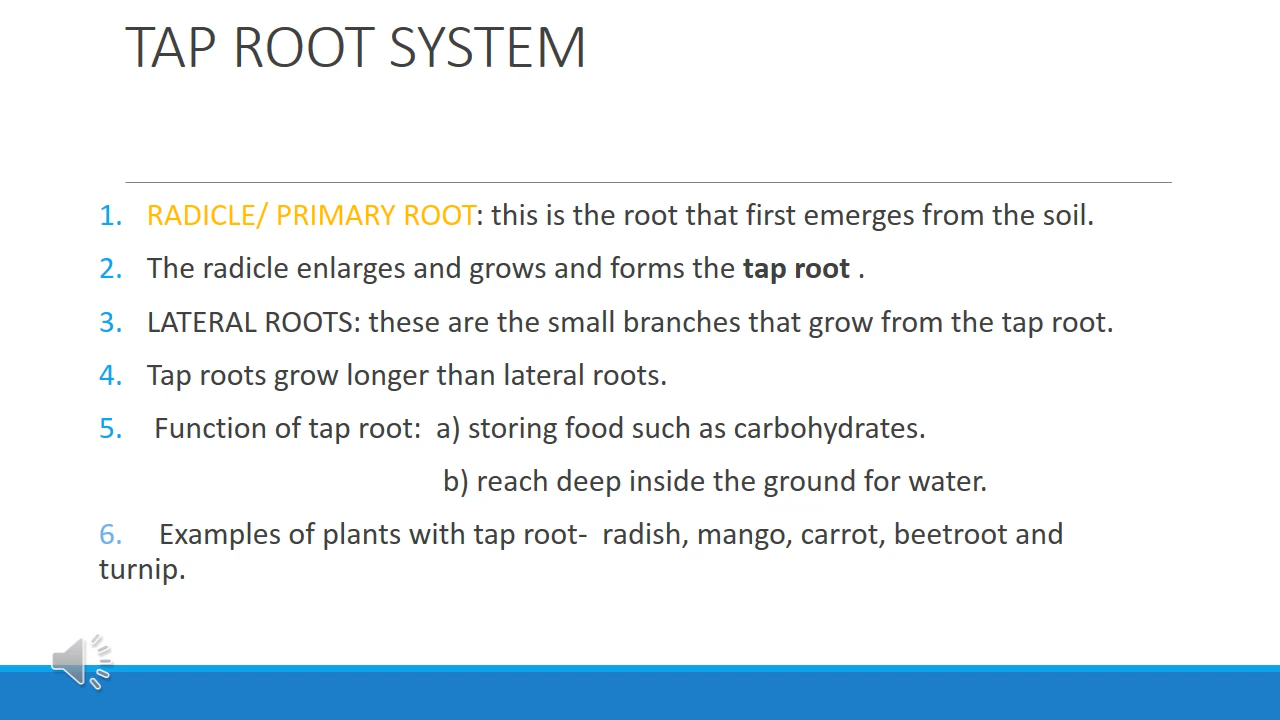 TAP ROOT SYSTEM
1. RADICLE/ PRIMARY ROOT: this is the root that first emerges from the soil.
2. The radicle enlarges and grows and forms the tap root .
3. LATERAL ROOTS: these are the small branches that grow from the tap root.
4. Tap roots grow longer than lateral roots.
5. Function of tap root: a) storing food such as carbohydrates.
b) reach deep inside the ground for water.
6. Examples of plants with tap root- radish, mango, carrot, beetroot and
turnip.